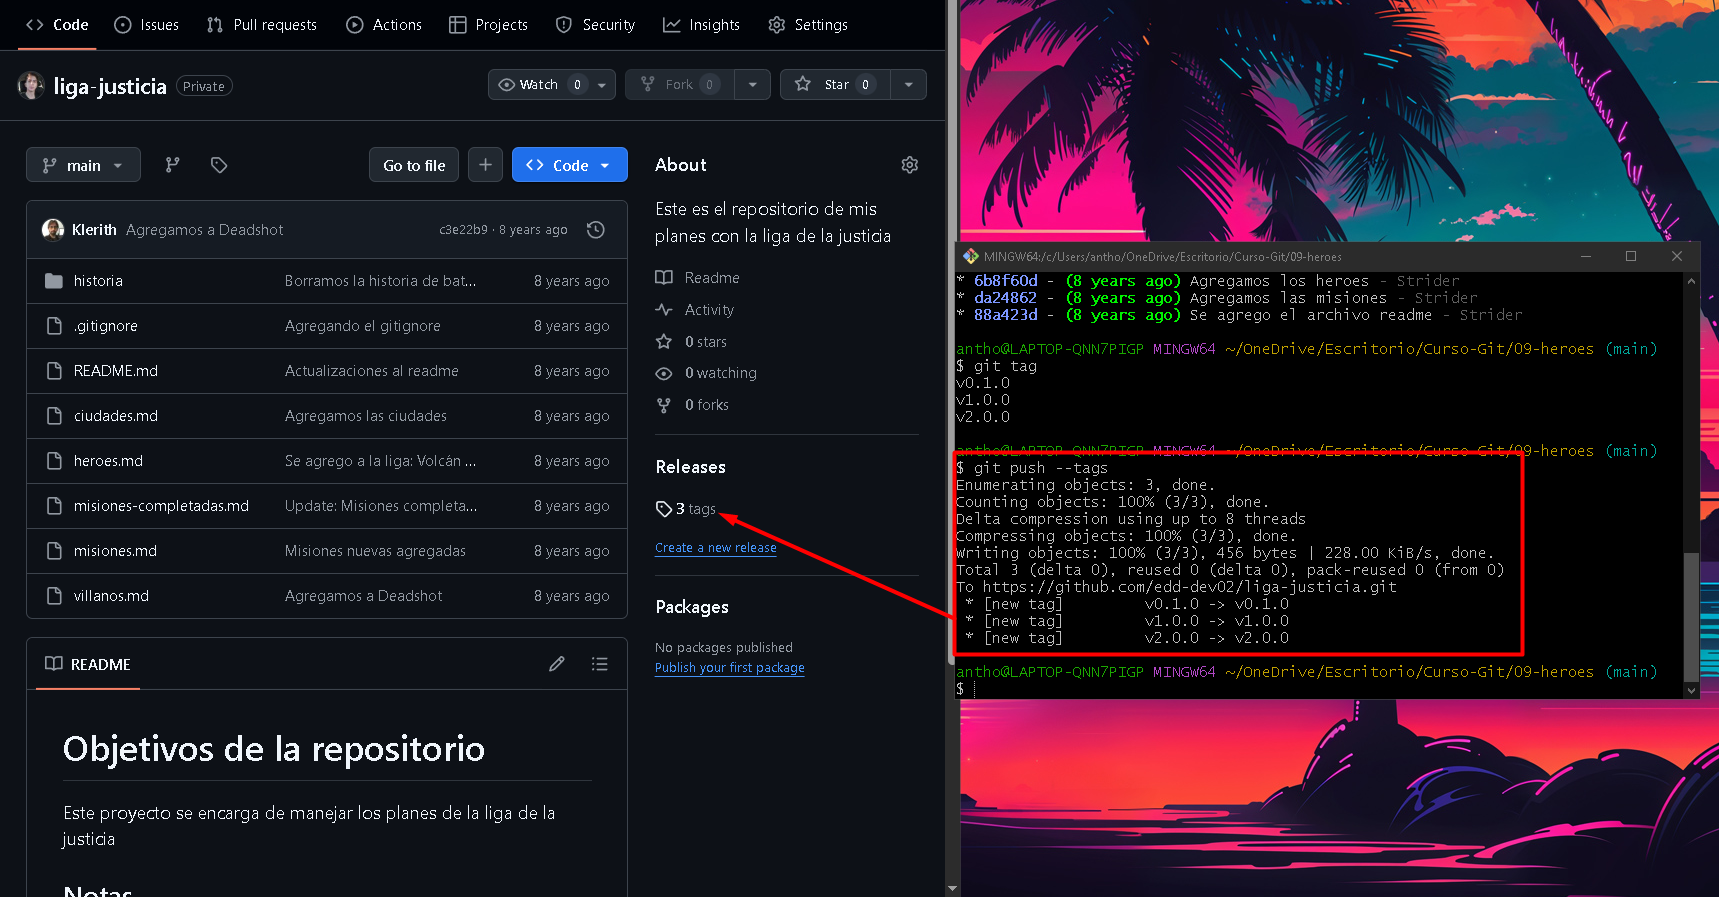 Code Issues Pull requests Actions Projects Security Insights Settings
liga-justicia Private
Watch 0 Fork 0 Star 0
main Go to file Code
Klerith Agregamos a Deadshot c3e22b9 · 8 years ago
historia Borramos la historia de bat... 8 years ago
.gitignore Agregando el gitignore 8 years ago
README.md Actualizaciones al readme 8 years ago
ciudades.md Agregamos las ciudades 8 years ago
heroes.md Se agrego a la liga: Volcán ... 8 years ago
misiones-completadas.md Update: Misiones completa... 8 years ago
misiones.md Misiones nuevas agregadas 8 years ago
villanos.md Agregamos a Deadshot 8 years ago
README
Objetivos de la repositorio
Este proyecto se encarga de manejar los planes de la liga de la
justicia
Notas
About
Este es el repositorio de mis
planes con la liga de la justicia
Readme
Activity
0 stars
0 watching
0 forks
Releases
3 tags
Create a new release
Packages
No packages published
Publish your first package
MINGW64:/c/Users/antho/OneDrive/Escritorio/Curso-Git/09-heroes
* 6b8f60d - (8 years ago) Agregamos los heroes - Strider
* da24862 - (8 years ago) Agregamos las misiones - Strider
* 88a423d - (8 years ago) Se agrego el archivo readme - Strider
antho@LAPTOP-QNN7PIGP MINGW64 ~/OneDrive/Escritorio/Curso-Git/09-heroes (main)
$ git tag
v0.1.0
v1.0.0
v2.0.0
antho@LAPTOP-QNN7PIGP MINGW64 ~/OneDrive/Escritorio/Curso-Git/09-heroes (main)
$ git push --tags
Enumerating objects: 3, done.
Counting objects: 100% (3/3), done.
Delta compression using up to 8 threads
Compressing objects: 100% (3/3), done.
Writing objects: 100% (3/3), 456 bytes | 228.00 KiB/s, done.
Total 3 (delta 0), reused 0 (delta 0), pack-reused 0 (from 0)
To https://github.com/edd-dev02/liga-justicia.git
* [new tag] v0.1.0 -> v0.1.0
* [new tag] v1.0.0 -> v1.0.0
* [new tag] v2.0.0 -> v2.0.0
antho@LAPTOP-QNN7PIGP MINGW64 ~/OneDrive/Escritorio/Curso-Git/09-heroes (main)
$